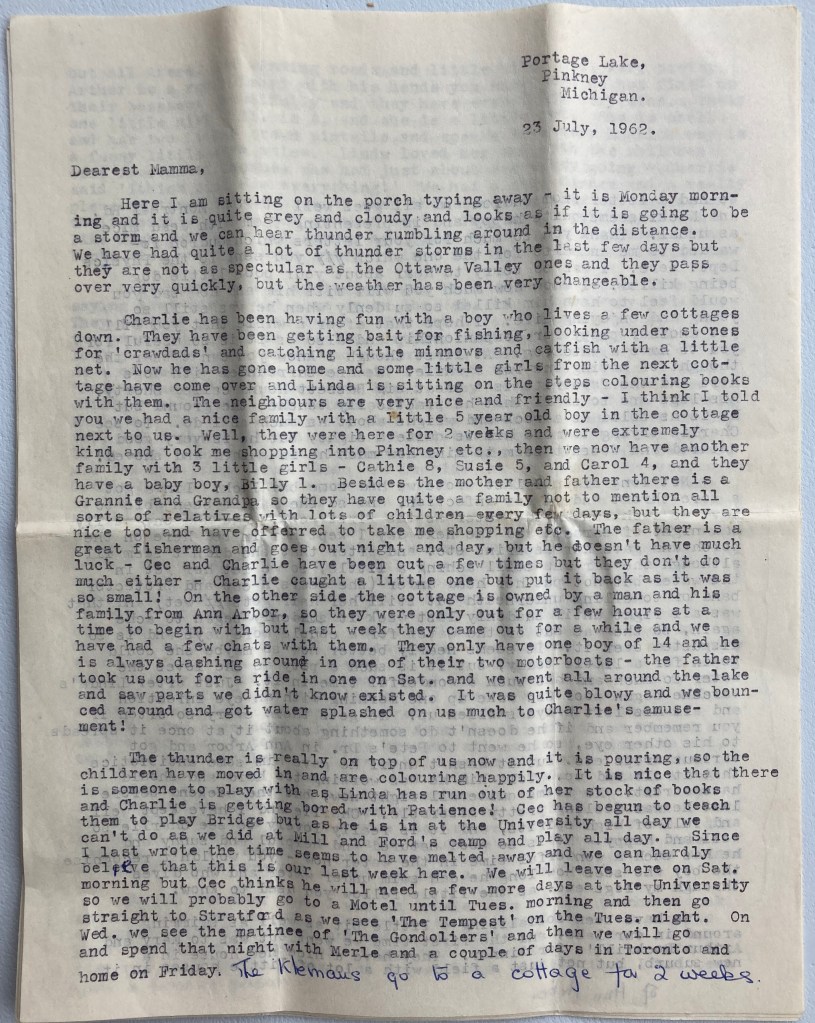 Portage Lake,
Pinkney
Michigan.
23 July, 1962.
Dearest Mamma,
Here I am sitting on the porch typing away - it is Monday morn-
ing and it is quite grey and cloudy and looks as if it is going to be
a storm and we can hear thunder rumbling around in the distance.
We have had quite a lot of thunder storms in the last few days but
they are not as spectular as the Ottawa Valley ones and they pass
over very quickly, but the weather has been very changeable.
Charlie has been having fun with a boy who lives a few cottages
down. They have been getting bait for fishing, looking under stones
for 'crawdads' and catching little minnows and catfish with a little
net. Now he has gone home and some little girls from the next cot-
tage have come over and Linda is sitting on the steps colouring books
with them. The neighbours are very nice and friendly - I think I told
you we had a nice family with a little 5 year old boy in the cottage
next to us. Well, they were here for 2 weeks and were extremely
kind and took me shopping into Pinkney etc., then we now have another
family with 3 little girls - Cathie 8, Susie 5, and Carol 4, and they
have a baby boy, Billy 1. Besides the mother and father there is a
Grannie and Grandpa so they have quite a family not to mention all
sorts of relatives with lots of children every few days, but they are
nice too and have offerred to take me shopping etc. The father is a
great fisherman and goes out night and day, but he doesn't have much
luck - Cec and Charlie have been out a few times but they don't do
much either - Charlie caught a little one but put it back as it was
so small! On the other side the cottage is owned by a man and his
family from Ann Arbor, so they were only out for a few hours at a
time to begin with but last week they came out for a while and we
have had a few chats with them. They only have one boy of 14 and he
is always dashing around in one of their two motorboats - the father
took us out for a ride in one on Sat. and we went all around the lake
and saw parts we didn't know existed. It was quite blowy and we boun-
ced around and got water splashed on us much to Charlie's amuse-
ment!
The thunder is really on top of us now and it is pouring, so the
children have moved in and are colouring happily. It is nice that there
is someone to play with as Linda has run out of her stock of books
and Charlie is getting bored with Patience! Cec has begun to teach
them to play Bridge but as he is in at the University all day we
can't do as we did at Mill and Ford's camp and play all day. Since
I last wrote the time seems to have melted away and we can hardly
believe that this is our last week here. We will leave here on Sat.
morning but Cec thinks he will need a few more days at the University
so we will probably go to a Motel until Tues. morning and then go
straight to Stratford as we see 'The Tempest' on the Tues. night. On
Wed. we see the matinee of 'The Gondoliers' and then we will go
and spend that night with Merle and a couple of days in Toronto and
home on Friday. The Klemans go to a cottage for 2 weeks.